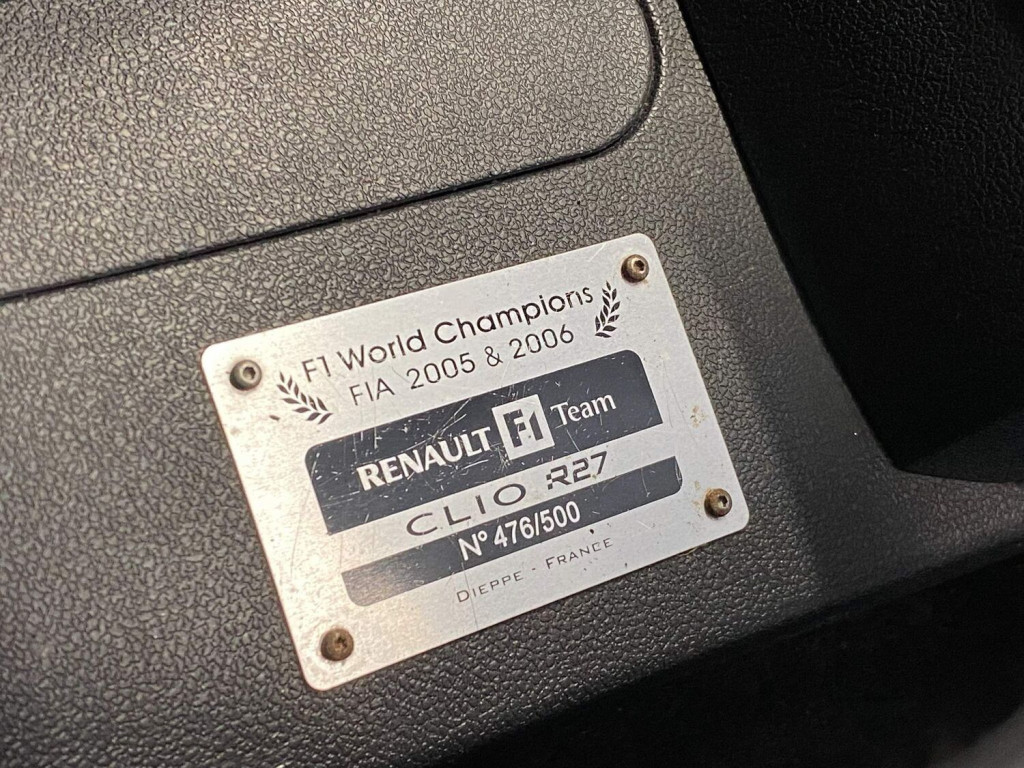 F1 World Champions
FIA 2005 & 2006
RENAULT F1 Team
CLIO R27
N° 476/500
DIEPPE - FRANCE